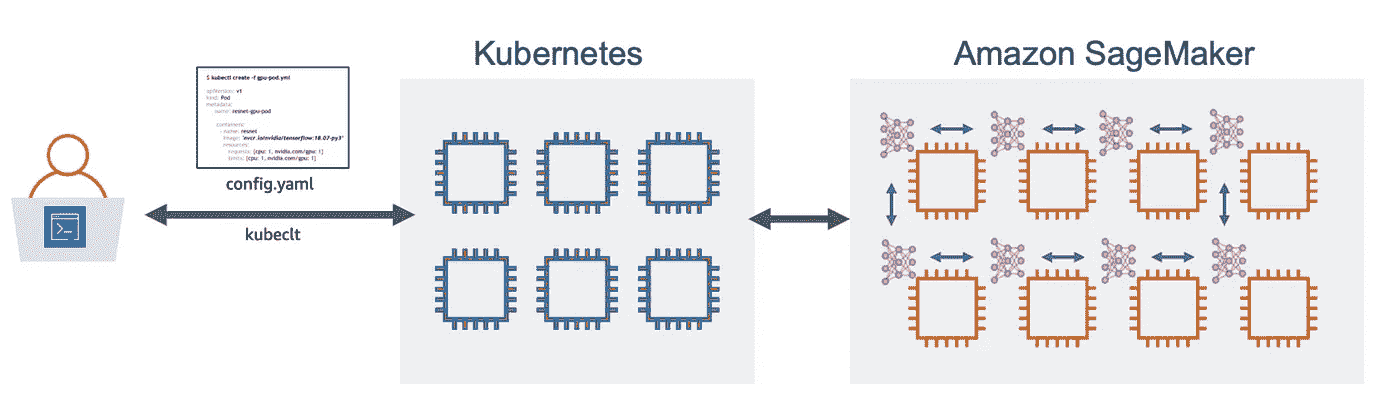 Kubernetes
Amazon SageMaker
$ kubectl create -f gpu-pod.yml
apiVersion: v1
kind: Pod
metadata:
name: resnet-gpu-pod
containers:
- name: resnet
image: "nvcr.io/nvidia/tensorflow:18.07-py3"
resources:
requests: [cpu: 1, nvidia.com/gpu: 1]
limits: [cpu: 1, nvidia.com/gpu: 1]
config.yaml
kubeclt